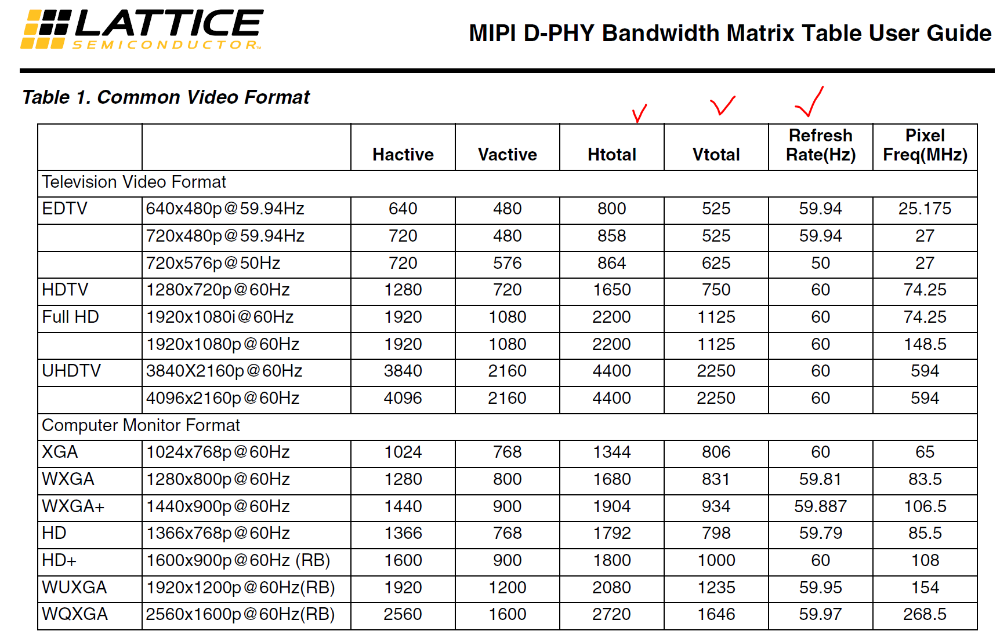 LATTICE
SEMICONDUCTOR™
MIPI D-PHY Bandwidth Matrix Table User Guide
Table 1. Common Video Format
Hactive Vactive Htotal Vtotal Refresh Rate(Hz) Pixel Freq(MHz)
Television Video Format
EDTV 640x480p@59.94Hz 640 480 800 525 59.94 25.175
720x480p@59.94Hz 720 480 858 525 59.94 27
720x576p@50Hz 720 576 864 625 50 27
HDTV 1280x720p@60Hz 1280 720 1650 750 60 74.25
Full HD 1920x1080i@60Hz 1920 1080 2200 1125 60 74.25
1920x1080p@60Hz 1920 1080 2200 1125 60 148.5
UHDTV 3840X2160p@60Hz 3840 2160 4400 2250 60 594
4096x2160p@60Hz 4096 2160 4400 2250 60 594
Computer Monitor Format
XGA 1024x768p@60Hz 1024 768 1344 806 60 65
WXGA 1280x800p@60Hz 1280 800 1680 831 59.81 83.5
WXGA+ 1440x900p@60Hz 1440 900 1904 934 59.887 106.5
HD 1366x768p@60Hz 1366 768 1792 798 59.79 85.5
HD+ 1600x900p@60Hz (RB) 1600 900 1800 1000 60 108
WUXGA 1920x1200p@60Hz(RB) 1920 1200 2080 1235 59.95 154
WQXGA 2560x1600p@60Hz(RB) 2560 1600 2720 1646 59.97 268.5